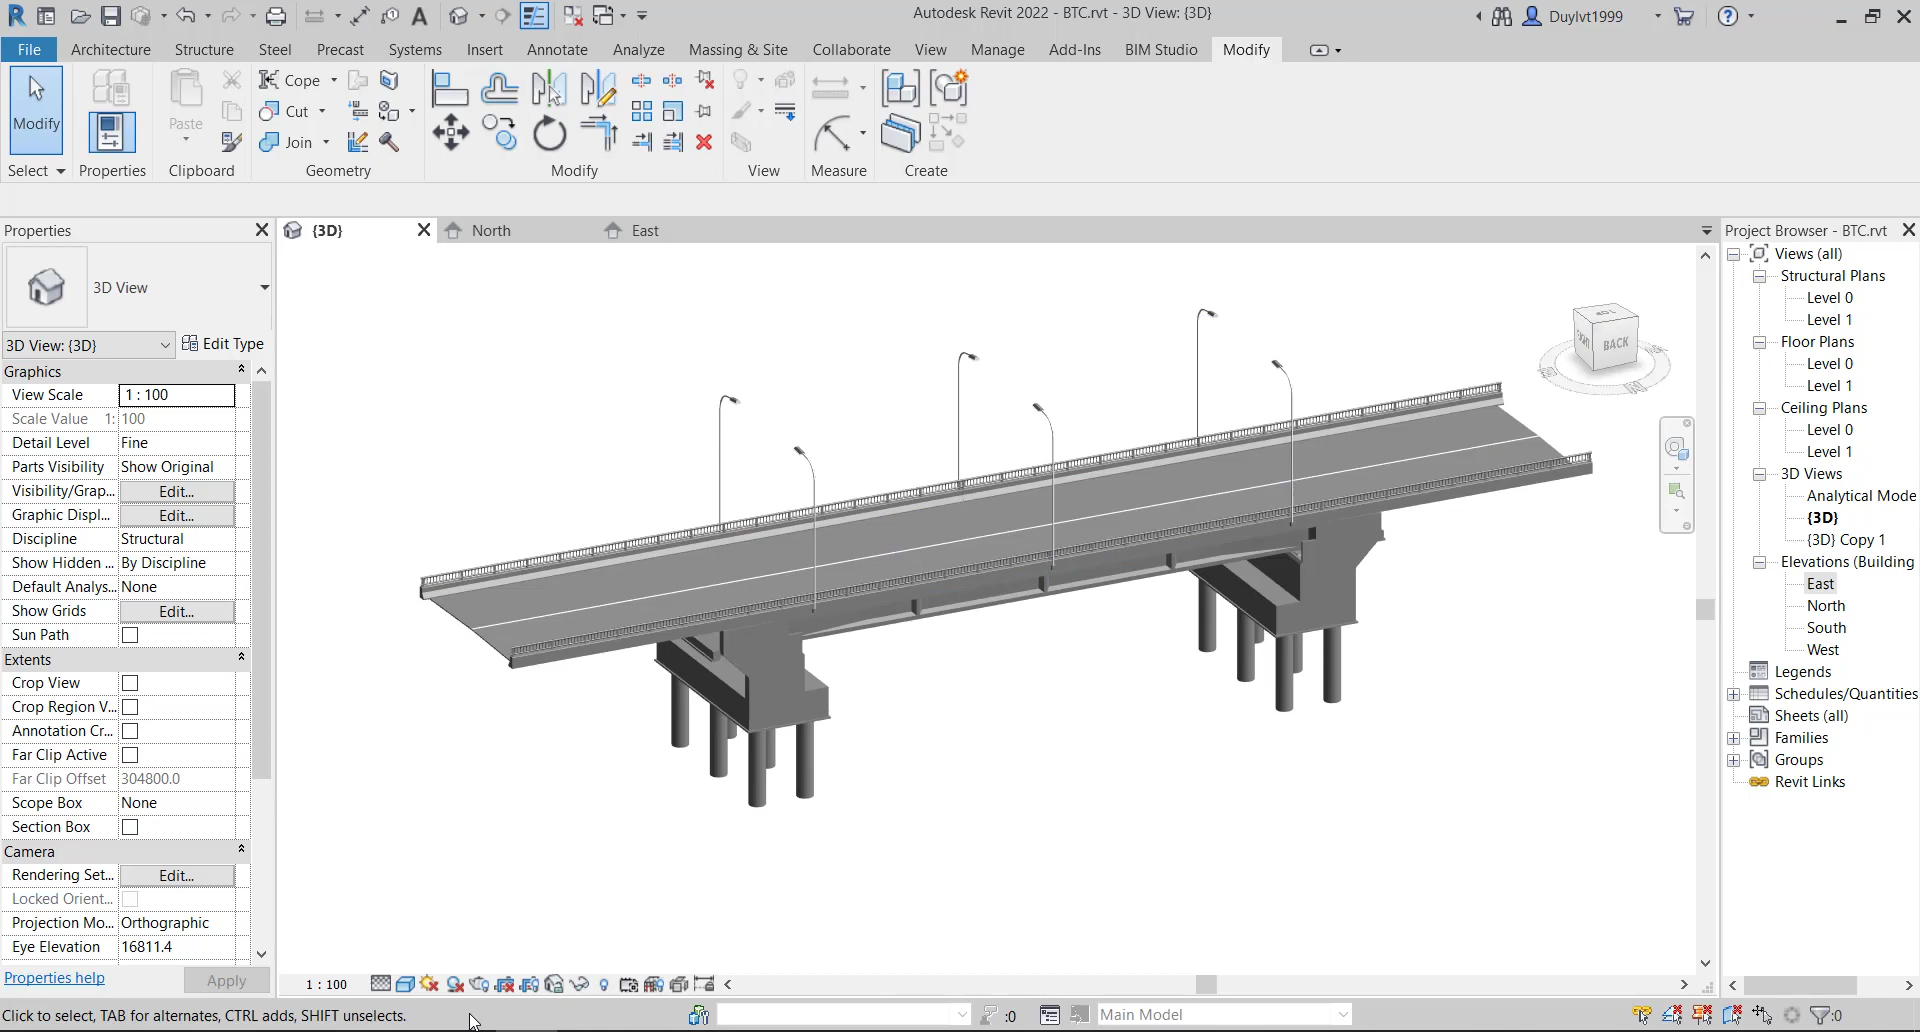 Autodesk Revit 2022 - BTC.rvt - 3D View: {3D}
Duylvt1999
File Architecture Structure Steel Precast Systems Insert Annotate Analyze Massing & Site Collaborate View Manage Add-Ins BIM Studio Modify
Modify
Paste
Cope
Cut
Join
Select Properties Clipboard Geometry Modify View Measure Create
Properties
{3D} North East
Project Browser - BTC.rvt
3D View
3D View: {3D} Edit Type
Graphics
View Scale 1 : 100
Scale Value 1: 100
Detail Level Fine
Parts Visibility Show Original
Visibility/Grap... Edit...
Graphic Displ... Edit...
Discipline Structural
Show Hidden ... By Discipline
Default Analys... None
Show Grids Edit...
Sun Path
Extents
Crop View
Crop Region V...
Annotation Cr...
Far Clip Active
Far Clip Offset 304800.0
Scope Box None
Section Box
Camera
Rendering Set... Edit...
Locked Orient...
Projection Mo... Orthographic
Eye Elevation 16811.4
Properties help Apply
TOP
RIGHT BACK
Views (all)
Structural Plans
Level 0
Level 1
Floor Plans
Level 0
Level 1
Ceiling Plans
Level 0
Level 1
3D Views
Analytical Mode
{3D}
{3D} Copy 1
Elevations (Building
East
North
South
West
Legends
Schedules/Quantities
Sheets (all)
Families
Groups
Revit Links
1 : 100
Click to select, TAB for alternates, CTRL adds, SHIFT unselects.
:0
Main Model
:0